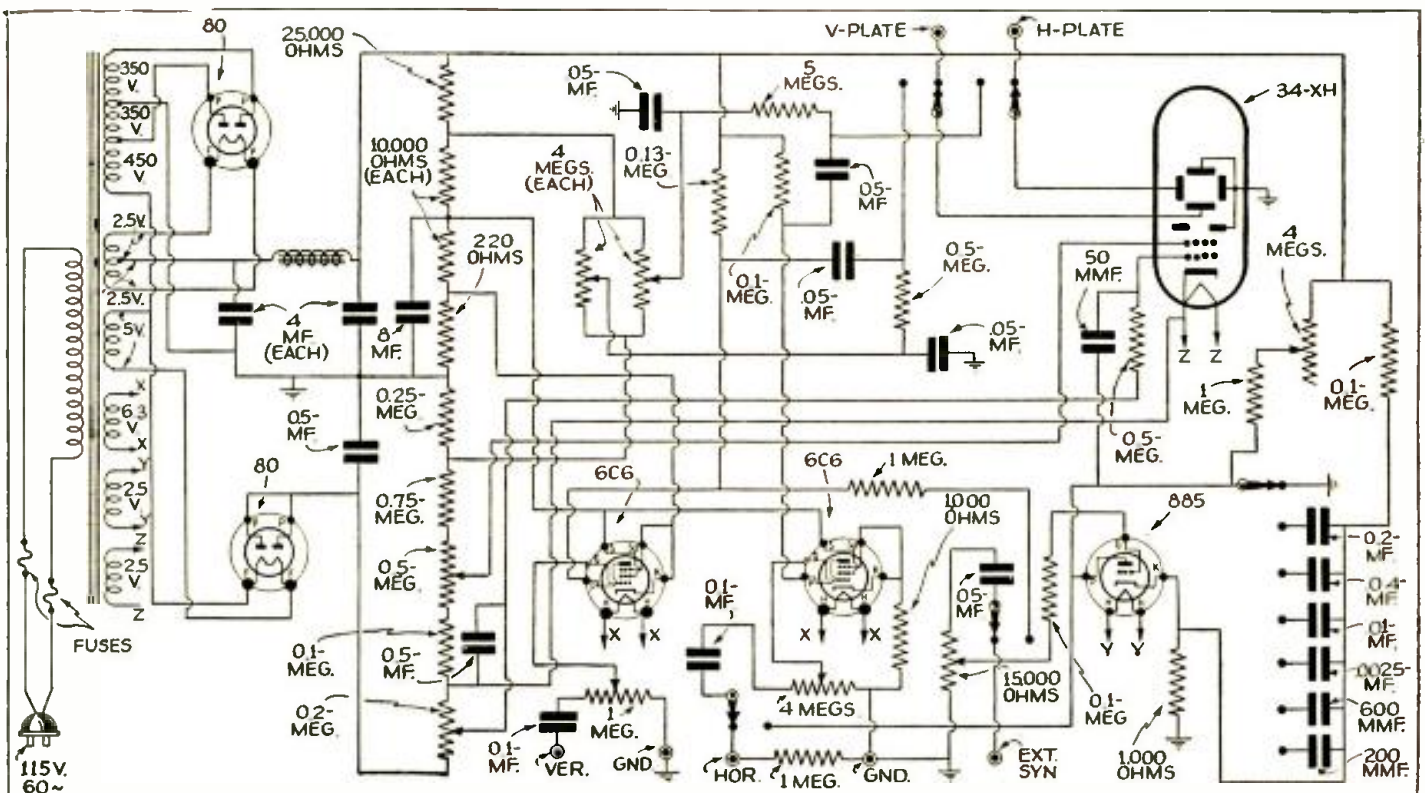 80
25,000
OHMS
V-PLATE
H-PLATE
350
V.
350
V.
450
V.
05-
MF.
5
MEGS.
34-XH
10,000
OHMS
(EACH)
4
MEGS.
(EACH)
0.13-
MEG.
05-
MF
2.5V.
2.5V.
220
OHMS
0.1-
MEG.
.05-
MF.
0.5-
MEG.
50
MMF.
4
MEGS.
4
MF.
(EACH)
8
MF.
.05-
MF.
Z Z
5V.
X
6.3
V
X
0.5-
MF.
0.25-
MEG.
1
MEG.
0.5-
MEG.
0.1-
MEG.
80
0.75-
MEG.
6C6
6C6
1 MEG.
1000
OHMS
885
Y
2.5
V.
Z
2.5
V.
Z
0.5-
MEG.
0.1-
MF.
05-
MF
K
0.2-
MF.
0.4-
MF
0.1-
MF.
.0025-
MF.
600
MMF.
200
MMF.
FUSES
X X
X X
Y Y
0.1-
MEG.
0.5-
MF.
15,000
OHMS
0.2-
MEG.
0.1-
MF.
1
MEG.
4 MEGS.
0.1-
MEG
1,000
OHMS
VER.
GND
HOR.
1 MEG.
GND.
EXT.
SYN
115 V.
60~